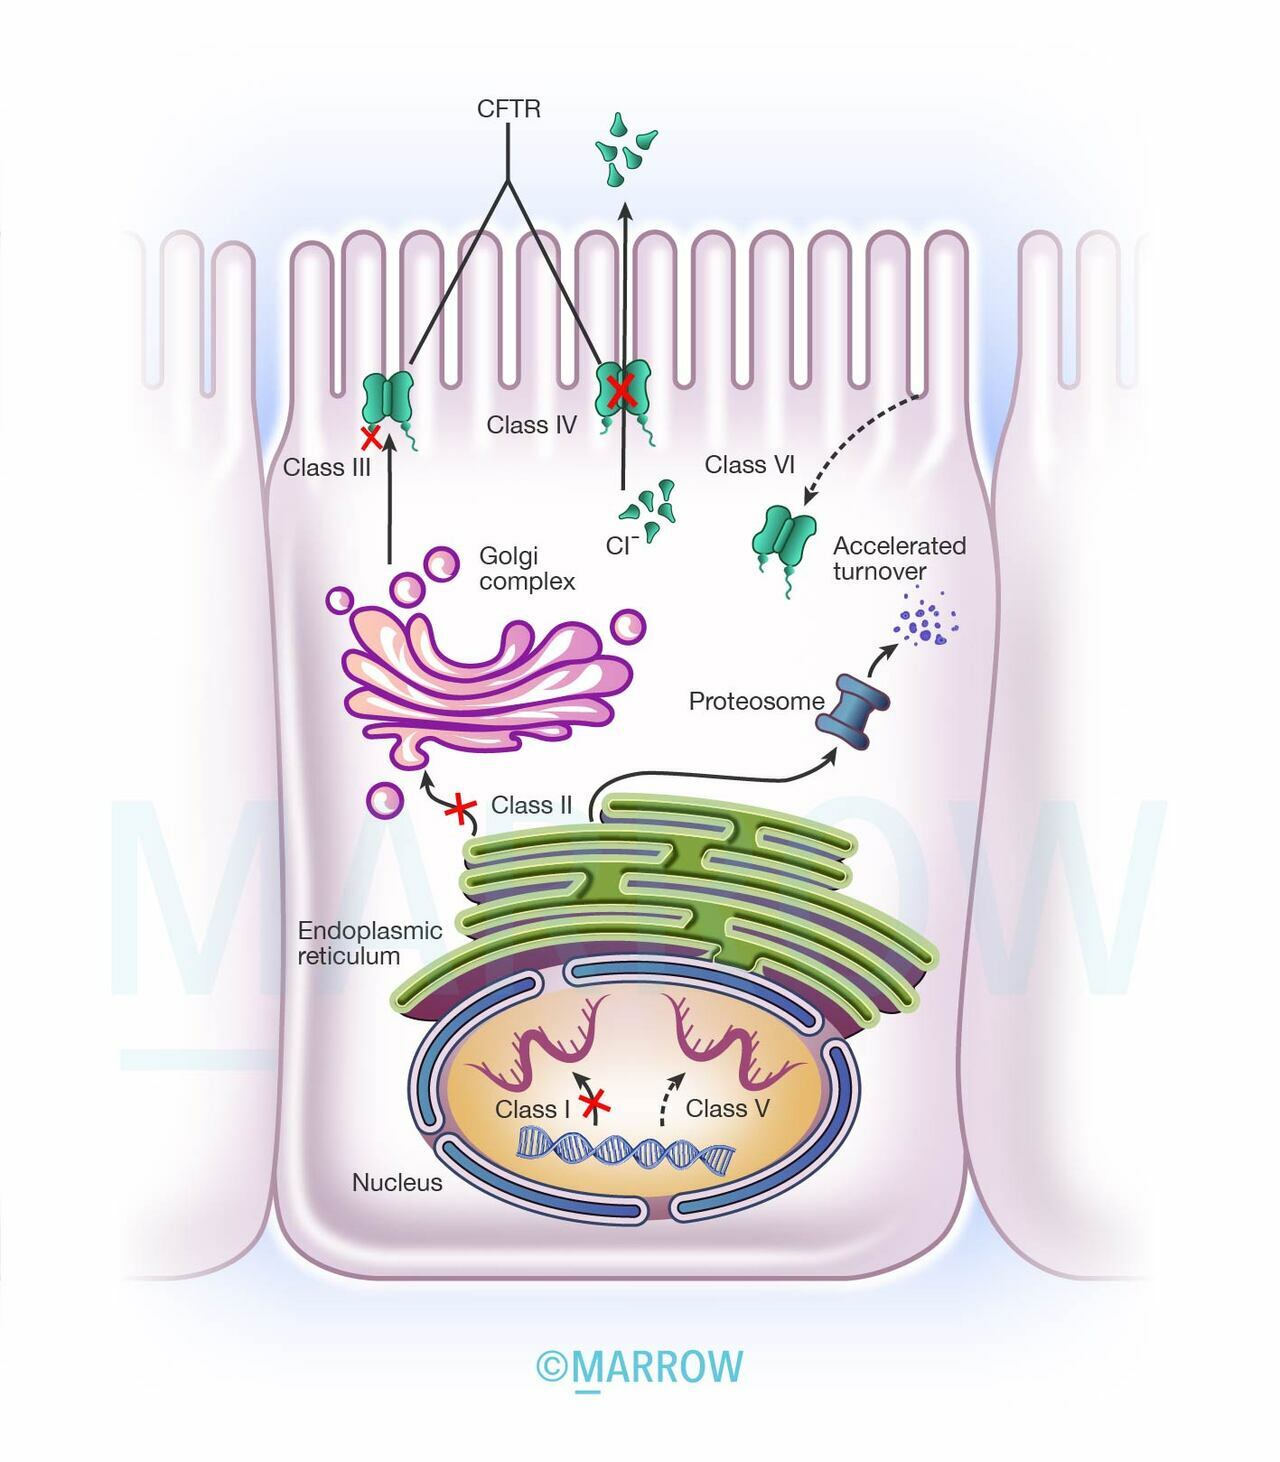 CFTR
Class IV
Class III
Class VI
Cl⁻
Golgi
complex
Accelerated
turnover
Proteosome
Class II
MARROW
Endoplasmic
reticulum
Class I
Class V
Nucleus
©MARROW